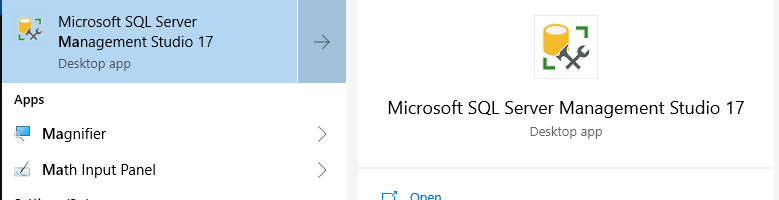 Microsoft SQL Server
Management Studio 17
Desktop app
Apps
Magnifier
Math Input Panel
Microsoft SQL Server Management Studio 17
Desktop app
Open